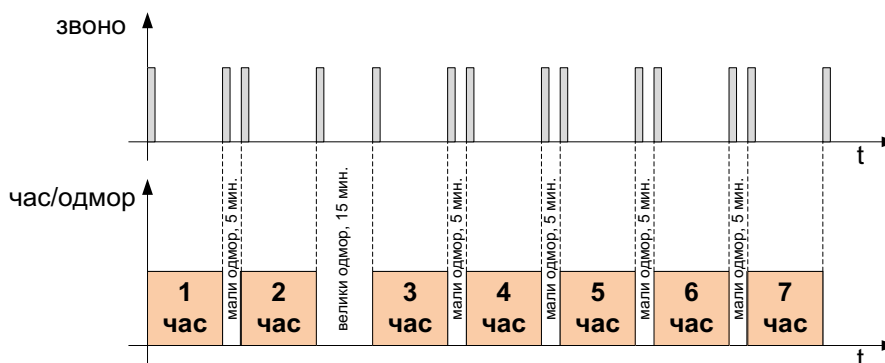 звоно
t
час/одмор
мали одмор, 5 мин.
велики одмор, 15 мин.
мали одмор, 5 мин.
мали одмор, 5 мин.
мали одмор, 5 мин.
мали одмор, 5 мин.
1
час
2
час
3
час
4
час
5
час
6
час
7
час
t